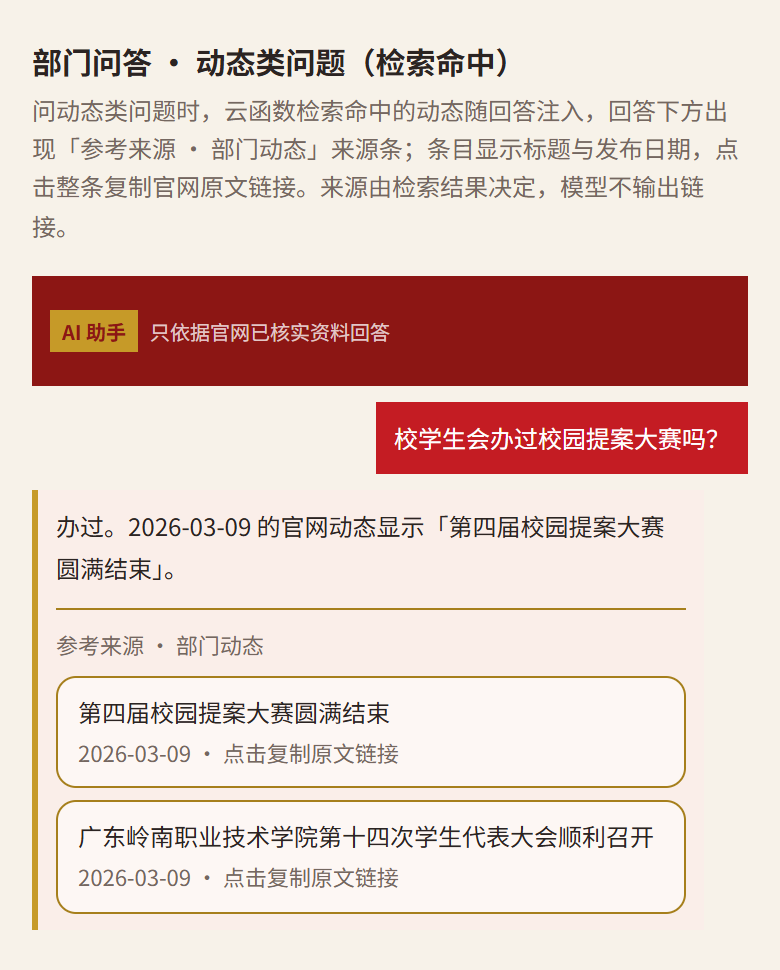 部门问答 · 动态类问题（检索命中）
问动态类问题时，云函数检索命中的动态随回答注入，回答下方出
现「参考来源 · 部门动态」来源条；条目显示标题与发布日期，点
击整条复制官网原文链接。来源由检索结果决定，模型不输出链
接。
AI 助手 只依据官网已核实资料回答
校学生会办过校园提案大赛吗？
办过。2026-03-09 的官网动态显示「第四届校园提案大赛
圆满结束」。
参考来源 · 部门动态
第四届校园提案大赛圆满结束
2026-03-09 · 点击复制原文链接
广东岭南职业技术学院第十四次学生代表大会顺利召开
2026-03-09 · 点击复制原文链接